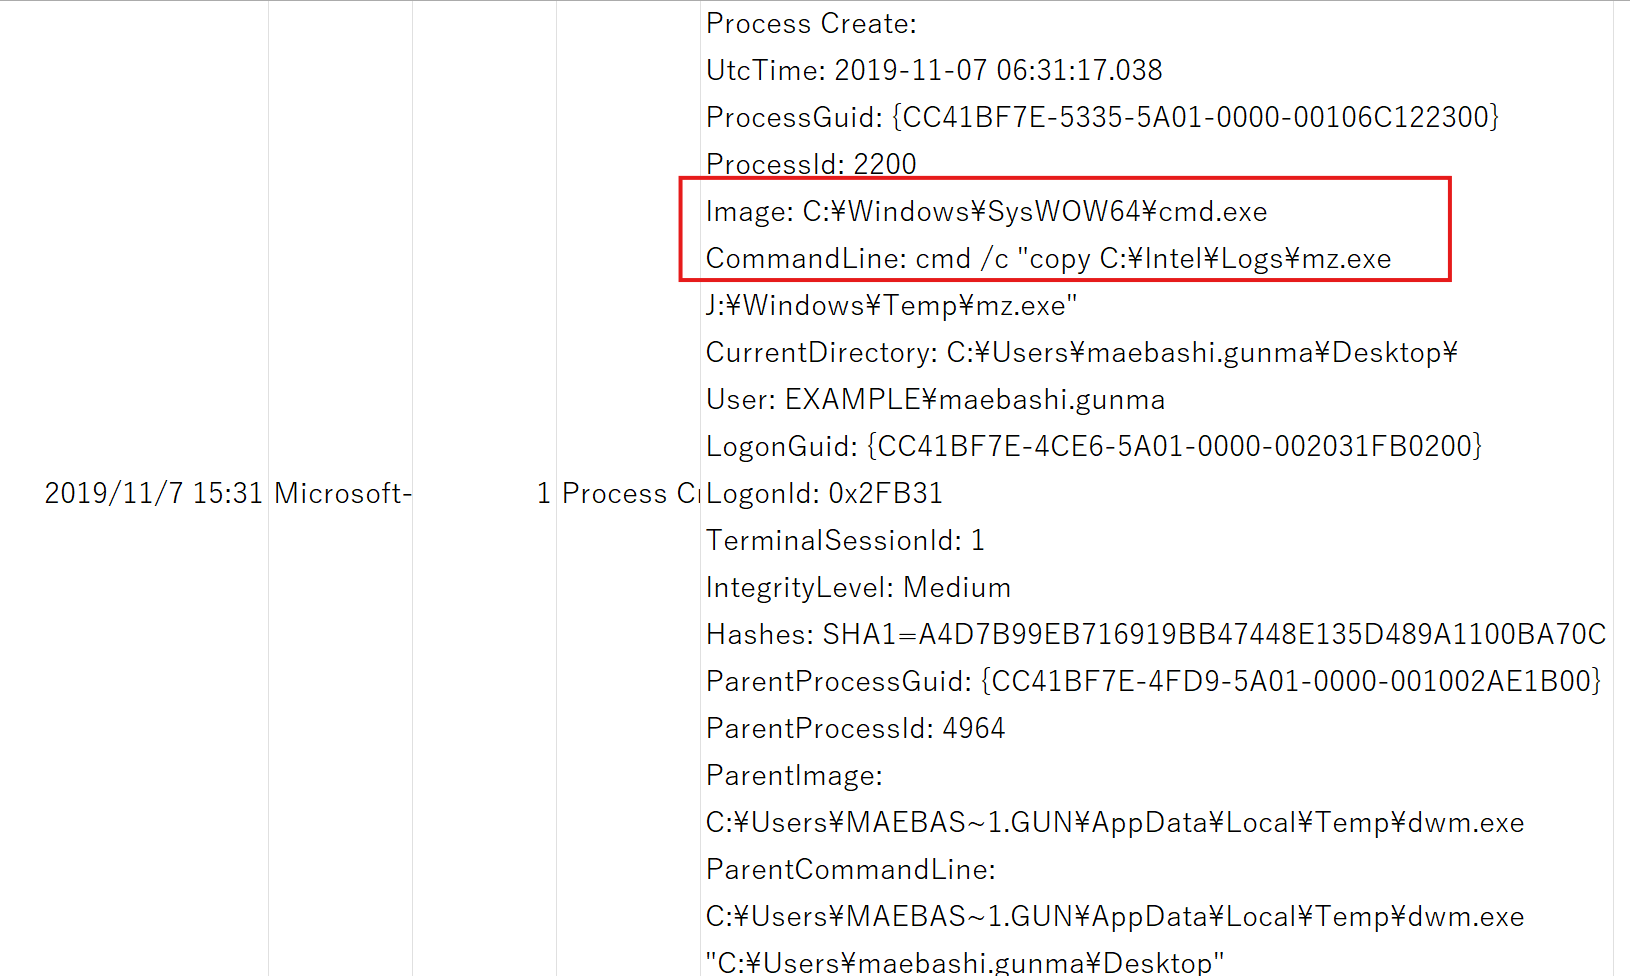 Process Create:
UtcTime: 2019-11-07 06:31:17.038
ProcessGuid: {CC41BF7E-5335-5A01-0000-00106C122300}
ProcessId: 2200
Image: C:¥Windows¥SysWOW64¥cmd.exe
CommandLine: cmd /c "copy C:¥Intel¥Logs¥mz.exe
J:¥Windows¥Temp¥mz.exe"
CurrentDirectory: C:¥Users¥maebashi.gunma¥Desktop¥
User: EXAMPLE¥maebashi.gunma
LogonGuid: {CC41BF7E-4CE6-5A01-0000-002031FB0200}
2019/11/7 15:31 Microsoft- 1 Process Cr LogonId: 0x2FB31
TerminalSessionId: 1
IntegrityLevel: Medium
Hashes: SHA1=A4D7B99EB716919BB47448E135D489A1100BA70C
ParentProcessGuid: {CC41BF7E-4FD9-5A01-0000-001002AE1B00}
ParentProcessId: 4964
ParentImage:
C:¥Users¥MAEBAS~1.GUN¥AppData¥Local¥Temp¥dwm.exe
ParentCommandLine:
C:¥Users¥MAEBAS~1.GUN¥AppData¥Local¥Temp¥dwm.exe
"C:¥Users¥maebashi.gunma¥Desktop"